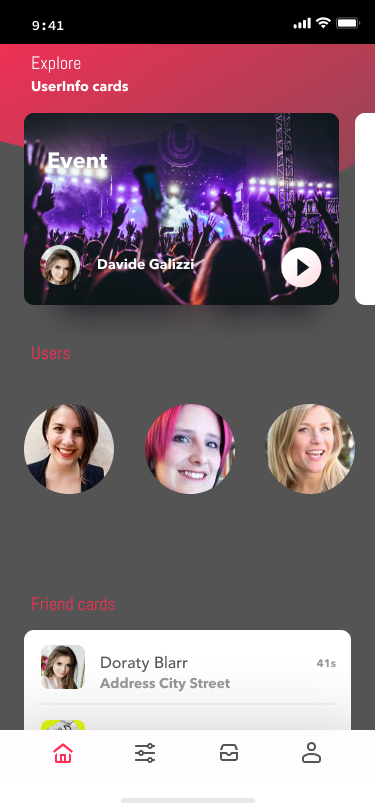 9:41
Explore
UserInfo cards
Event
Davide Galizzi
Users
Friend cards
Doraty Blarr
41s
Address City Street